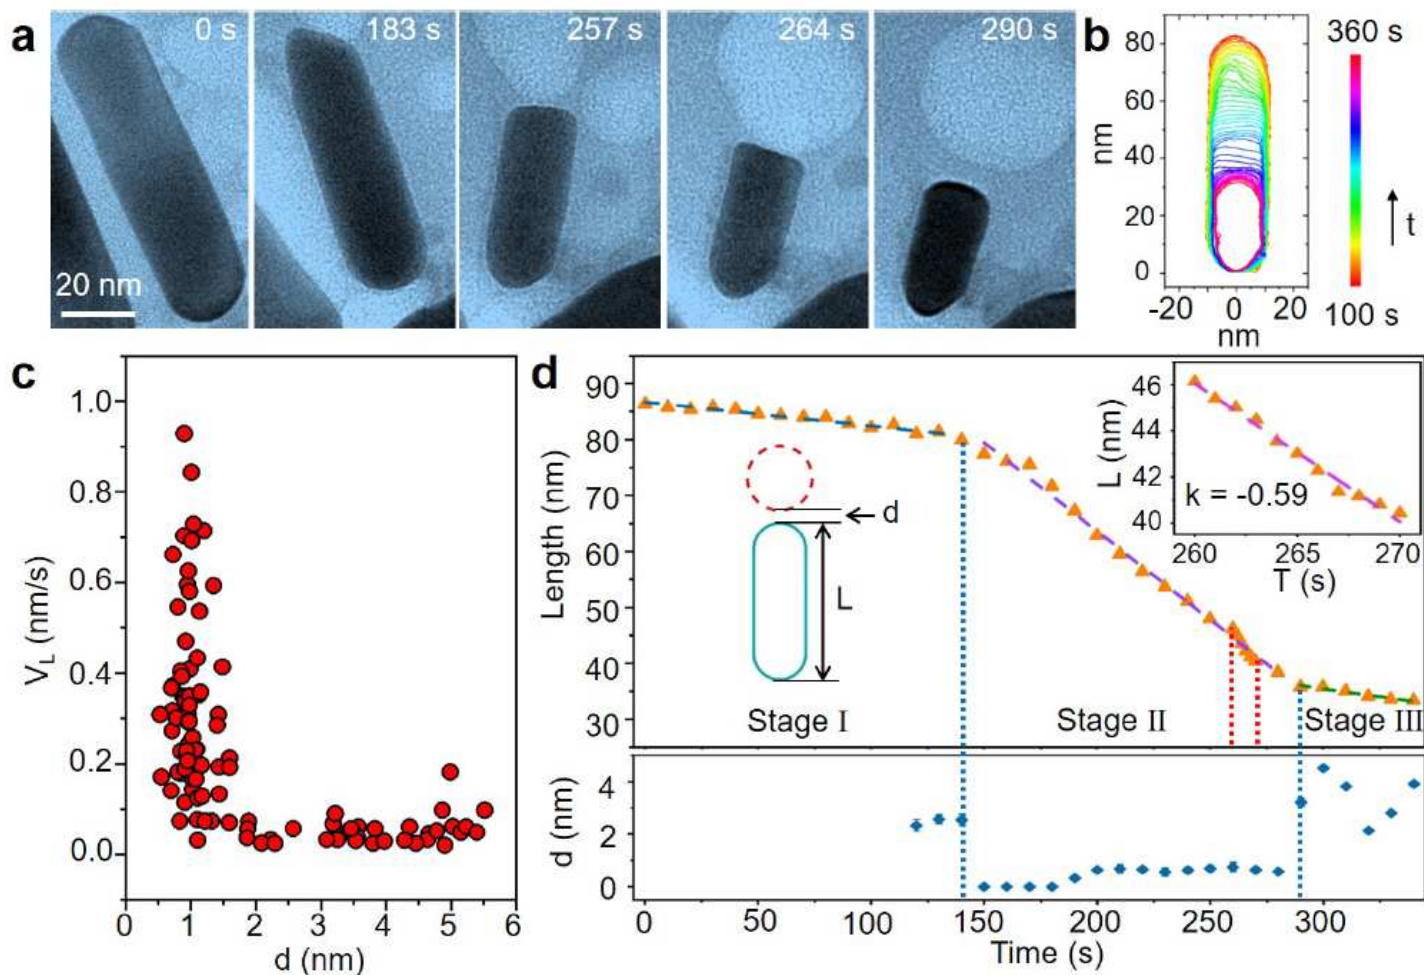 a
0 s
183 s
257 s
264 s
290 s
20 nm
b
80
60
40
20
0
nm
-20 0 20
nm
360 s
t
100 s
c
1.0
0.8
0.6
0.4
0.2
0.0
V_L (nm/s)
0 1 2 3 4 5 6
d (nm)
d
90
80
70
60
50
40
30
Length (nm)
d
L
Stage I
Stage II
Stage III
46
44
42
40
L (nm)
k = -0.59
260 265 270
T (s)
4
2
0
d (nm)
0 50 100 150 200 250 300
Time (s)